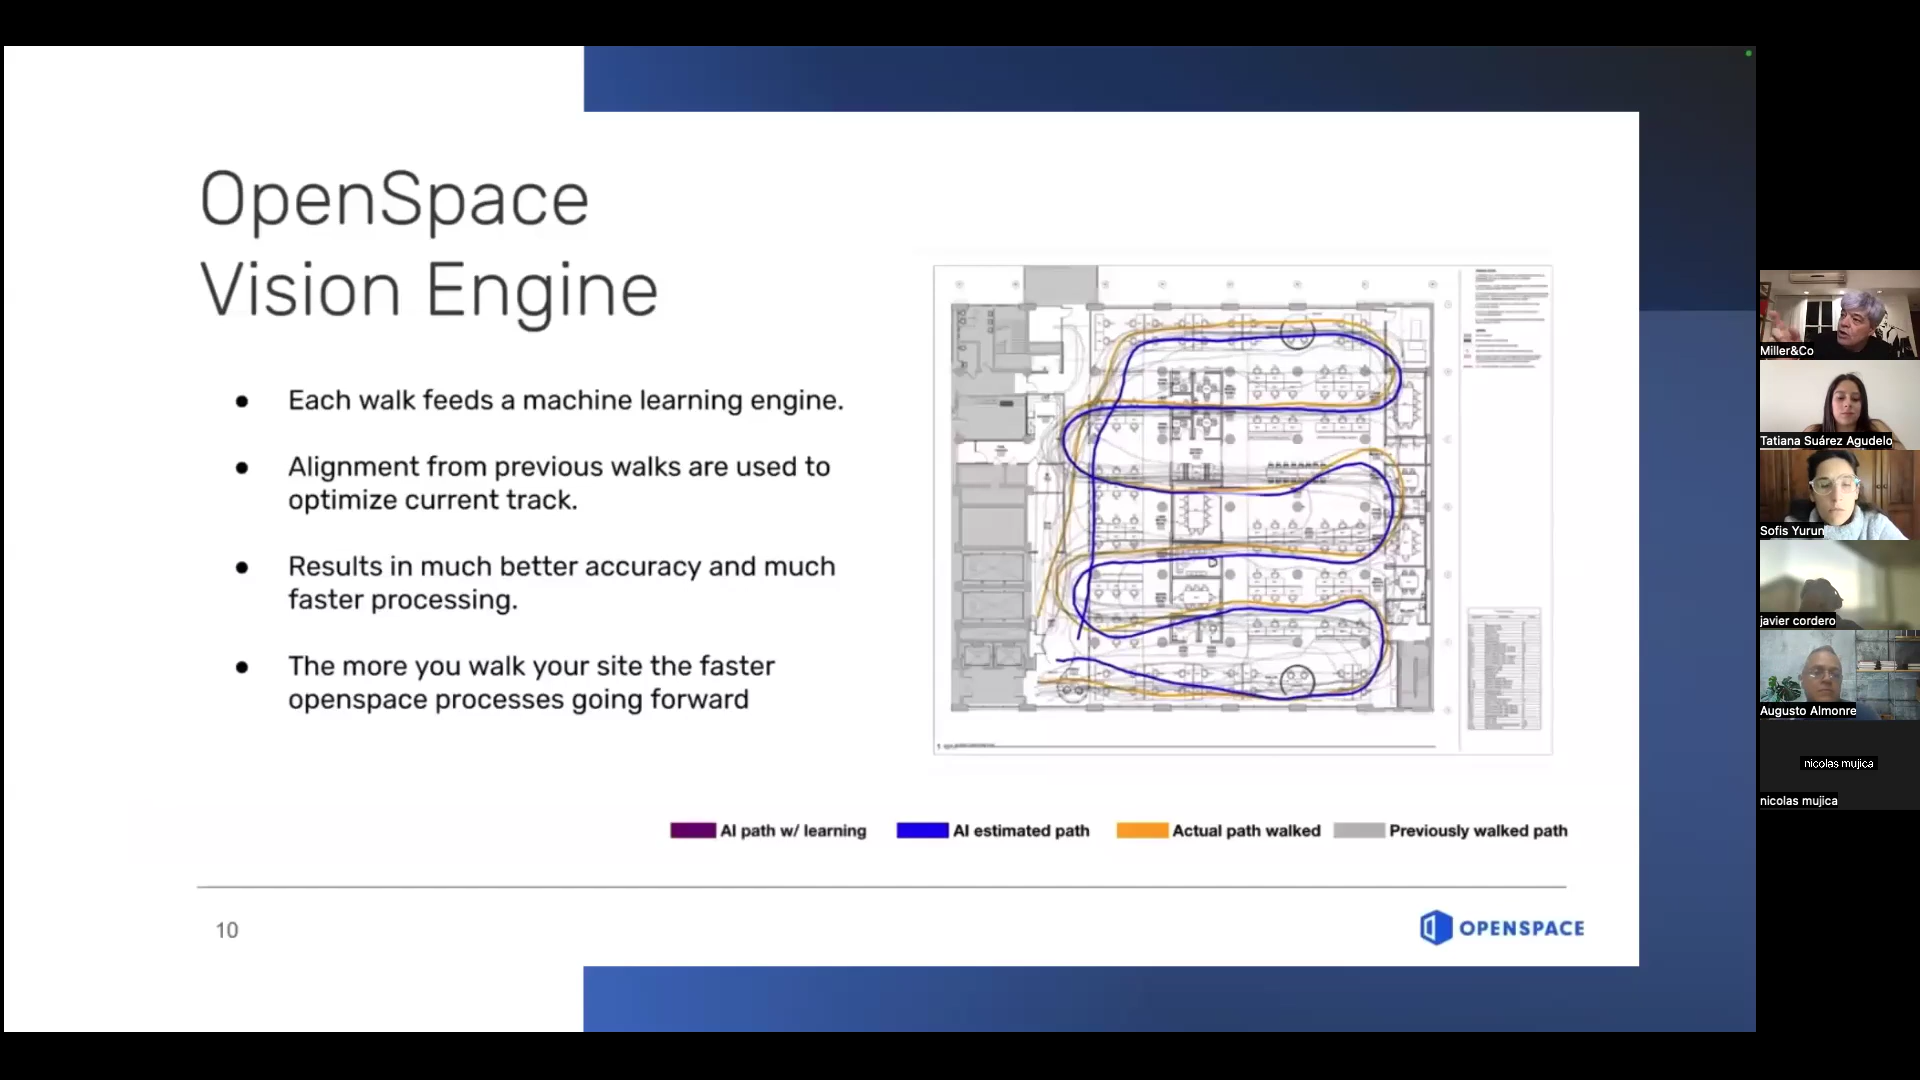 OpenSpace
Vision Engine
● Each walk feeds a machine learning engine.
● Alignment from previous walks are used to
optimize current track.
● Results in much better accuracy and much
faster processing.
● The more you walk your site the faster
openspace processes going forward
AI path w/ learning
AI estimated path
Actual path walked
Previously walked path
10
OPENSPACE
Miller&Co
Tatiana Suárez Agudelo
Sofis Yurun
javier cordero
Augusto Almonre
nicolas mujica
nicolas mujica